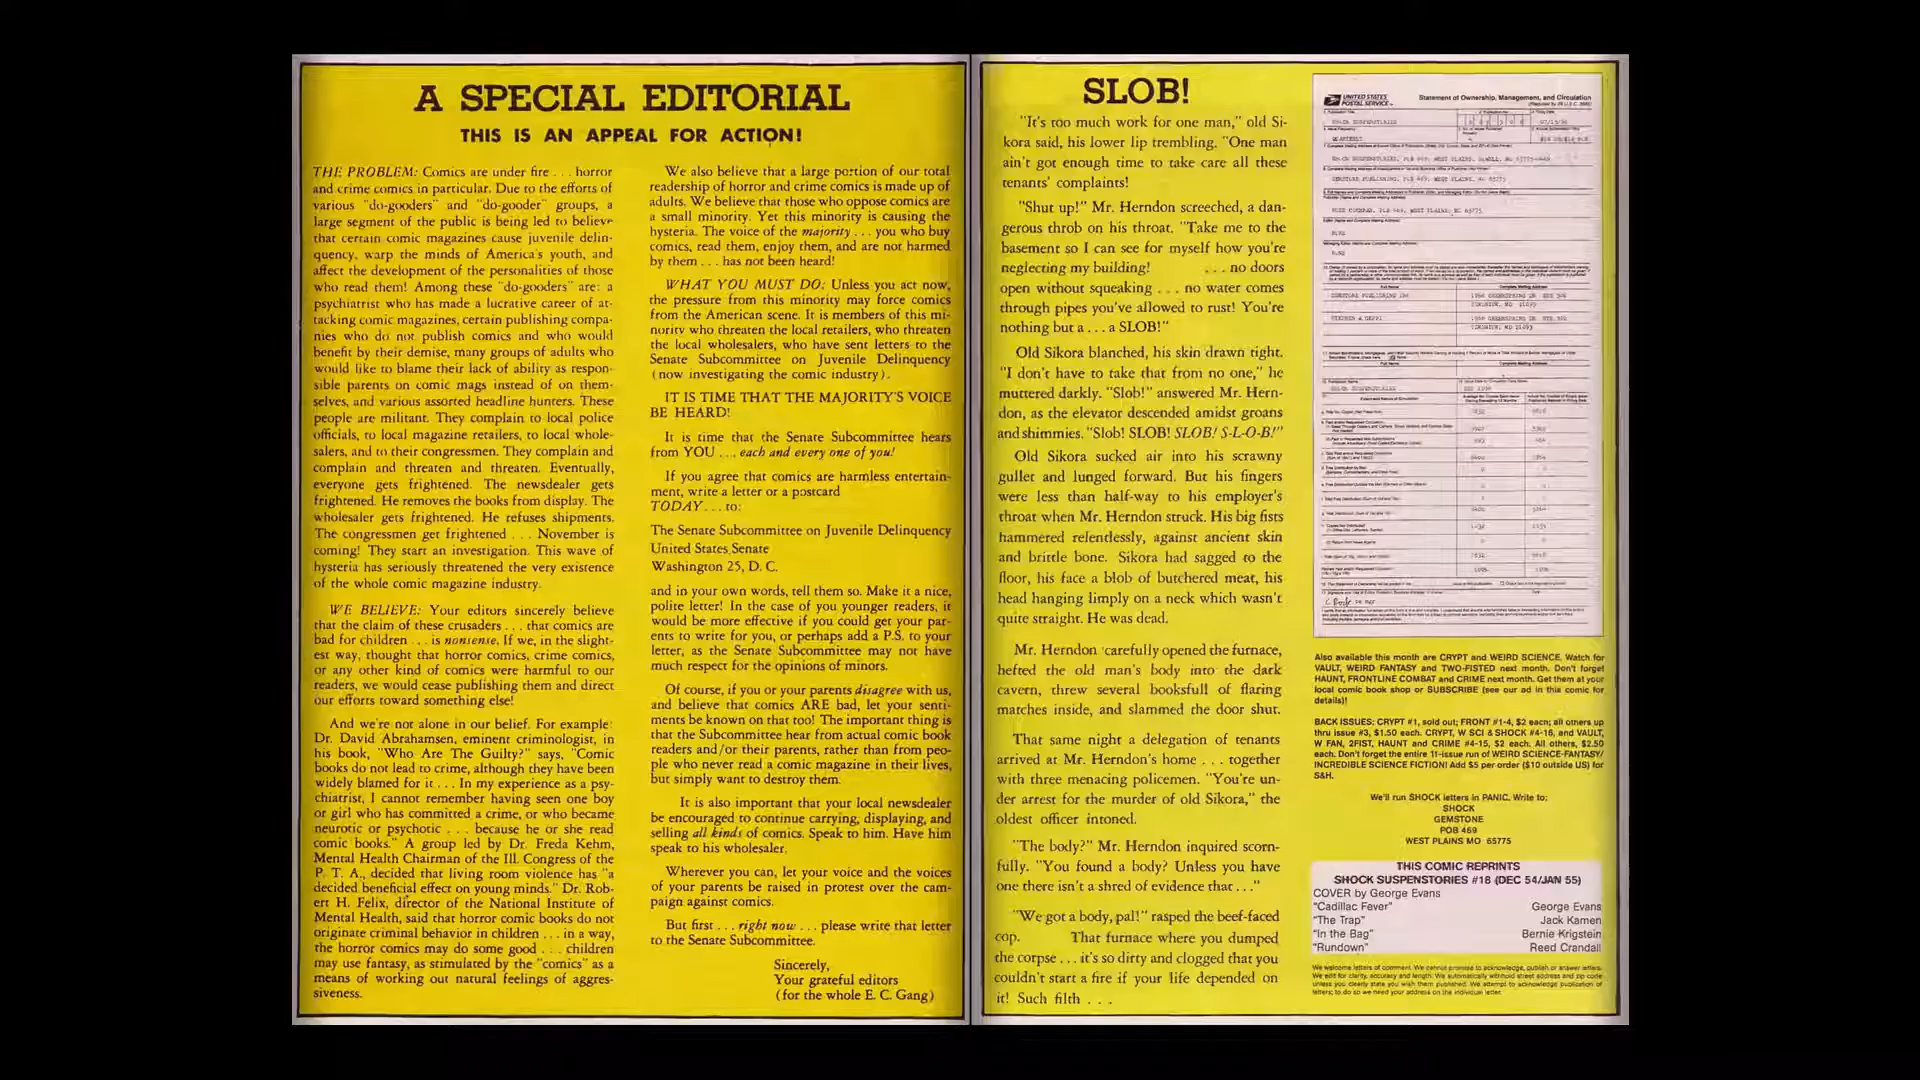 A SPECIAL EDITORIAL
THIS IS AN APPEAL FOR ACTION!
THE PROBLEM: Comics are under fire . . . horror
and crime comics in particular. Due to the efforts of
various "do-gooders" and "do-gooder" groups, a
large segment of the public is being led to believe
that certain comic magazines cause juvenile delin-
quency, warp the minds of America's youth, and
affect the development of the personalities of those
who read them! Among these "do-gooders" are: a
psychiatrist who has made a lucrative career of at-
tacking comic magazines, certain publishing compa-
nies who do not publish comics and who would
benefit by their demise, many groups of adults who
would like to blame their lack of ability as respon-
sible parents on comic mags instead of on them-
selves, and various assorted headline hunters. These
people are militant. They complain to local police
officials, to local magazine retailers, to local whole-
salers, and to their congressmen. They complain and
complain and threaten and threaten. Eventually,
everyone gets frightened. The newsdealer gets
frightened. He removes the books from display. The
wholesaler gets frightened. He refuses shipments.
The congressmen get frightened . . . November is
coming! They start an investigation. This wave of
hysteria has seriously threatened the very existence
of the whole comic magazine industry.
WE BELIEVE: Your editors sincerely believe
that the claim of these crusaders . . . that comics are
bad for children . . . is nonsense. If we, in the slight-
est way, thought that horror comics, crime comics,
or any other kind of comics were harmful to our
readers, we would cease publishing them and direct
our efforts toward something else!
And we're not alone in our belief. For example:
Dr. David Abrahamsen, eminent criminologist, in
his book, "Who Are The Guilty?" says, "Comic
books do not lead to crime, although they have been
widely blamed for it . . . In my experience as a psy-
chiatrist, I cannot remember having seen one boy
or girl who has committed a crime, or who became
neurotic or psychotic . . . because he or she read
comic books." A group led by Dr. Freda Kehm,
Mental Health Chairman of the Ill. Congress of the
P. T. A., decided that living room violence has "a
decided beneficial effect on young minds." Dr. Rob-
ert H. Felix, director of the National Institute of
Mental Health, said that horror comic books do not
originate criminal behavior in children . . . in a way,
the horror comics may do some good . . . children
may use fantasy, as stimulated by the "comics" as a
means of working out natural feelings of aggres-
siveness.
We also believe that a large portion of our total
readership of horror and crime comics is made up of
adults. We believe that those who oppose comics are
a small minority. Yet this minority is causing the
hysteria. The voice of the majority . . . you who buy
comics, read them, enjoy them, and are not harmed
by them . . . has not been heard!
WHAT YOU MUST DO: Unless you act now,
the pressure from this minority may force comics
from the American scene. It is members of this mi-
nority who threaten the local retailers, who threaten
the local wholesalers, who have sent letters to the
Senate Subcommittee on Juvenile Delinquency
(now investigating the comic industry).
IT IS TIME THAT THE MAJORITY'S VOICE
BE HEARD!
It is time that the Senate Subcommittee hears
from YOU . . . each and every one of you!
If you agree that comics are harmless entertain-
ment, write a letter or a postcard
TODAY . . . to:
The Senate Subcommittee on Juvenile Delinquency
United States Senate
Washington 25, D. C.
and in your own words, tell them so. Make it a nice,
polite letter! In the case of you younger readers, it
would be more effective if you could get your par-
ents to write for you, or perhaps add a P.S. to your
letter, as the Senate Subcommittee may not have
much respect for the opinions of minors.
Of course, if you or your parents disagree with us,
and believe that comics ARE bad, let your senti-
ments be known on that too! The important thing is
that the Subcommittee hear from actual comic book
readers and/or their parents, rather than from peo-
ple who never read a comic magazine in their lives,
but simply want to destroy them.
It is also important that your local newsdealer
be encouraged to continue carrying, displaying, and
selling all kinds of comics. Speak to him. Have him
speak to his wholesaler.
Wherever you can, let your voice and the voices
of your parents be raised in protest over the cam-
paign against comics.
But first . . . right now . . . please write that letter
to the Senate Subcommittee.
Sincerely,
Your grateful editors
(for the whole E. C. Gang)
SLOB!
"It's too much work for one man," old Si-
kora said, his lower lip trembling. "One man
ain't got enough time to take care all these
tenants' complaints!
"Shut up!" Mr. Herndon screeched, a dan-
gerous throb on his throat. "Take me to the
basement so I can see for myself how you're
neglecting my building! . . . no doors
open without squeaking . . . no water comes
through pipes you've allowed to rust! You're
nothing but a . . . a SLOB!"
Old Sikora blanched, his skin drawn tight.
"I don't have to take that from no one," he
muttered darkly. "Slob!" answered Mr. Hern-
don, as the elevator descended amidst groans
and shimmies. "Slob! SLOB! SLOB! S-L-O-B!"
Old Sikora sucked air into his scrawny
gullet and lunged forward. But his fingers
were less than half-way to his employer's
throat when Mr. Herndon struck. His big fists
hammered relendlessly, against ancient skin
and brittle bone. Sikora had sagged to the
floor, his face a blob of butchered meat, his
head hanging limply on a neck which wasn't
quite straight. He was dead.
Mr. Herndon carefully opened the furnace,
hefted the old man's body into the dark
cavern, threw several booksfull of flaring
matches inside, and slammed the door shut.
That same night a delegation of tenants
arrived at Mr. Herndon's home . . . together
with three menacing policemen. "You're un-
der arrest for the murder of old Sikora," the
oldest officer intoned.
"The body?" Mr. Herndon inquired scorn-
fully. "You found a body? Unless you have
one there isn't a shred of evidence that . . ."
"We got a body, pal!" rasped the beef-faced
cop. That furnace where you dumped
the corpse . . . it's so dirty and clogged that you
couldn't start a fire if your life depended on
it! Such filth . . .
UNITED STATES
POSTAL SERVICE
Statement of Ownership, Management, and Circulation
Also available this month are CRYPT and WEIRD SCIENCE. Watch for
VAULT, WEIRD FANTASY and TWO-FISTED next month. Don't forget
HAUNT, FRONTLINE COMBAT and CRIME next month. Get them at your
local comic book shop or SUBSCRIBE (see our ad in this comic for
details)!
BACK ISSUES: CRYPT #1, sold out; FRONT #1-4, $2 each; all others up
thru issue #3, $1.50 each. CRYPT, W SCI & SHOCK #4-16, and VAULT,
W FAN, 2FIST, HAUNT and CRIME #4-15, $2 each. All others, $2.50
each. Don't forget the entire 11-issue run of WEIRD SCIENCE-FANTASY/
INCREDIBLE SCIENCE FICTION! Add $5 per order ($10 outside US) for
S&H.
We'll run SHOCK letters in PANIC. Write to:
SHOCK
GEMSTONE
POB 469
WEST PLAINS MO 65775
THIS COMIC REPRINTS
SHOCK SUSPENSTORIES #18 (DEC 54/JAN 55)
COVER by George Evans
"Cadillac Fever" George Evans
"The Trap" Jack Kamen
"In the Bag" Bernie Krigstein
"Rundown" Reed Crandall
We welcome letters of comment. We cannot promise to acknowledge, publish or answer letters.
We edit for clarity, accuracy and length. We automatically withhold street address and zip code
unless you clearly state you wish them published. We attempt to acknowledge publication of
letters; to do so we need your address on the individual letter.